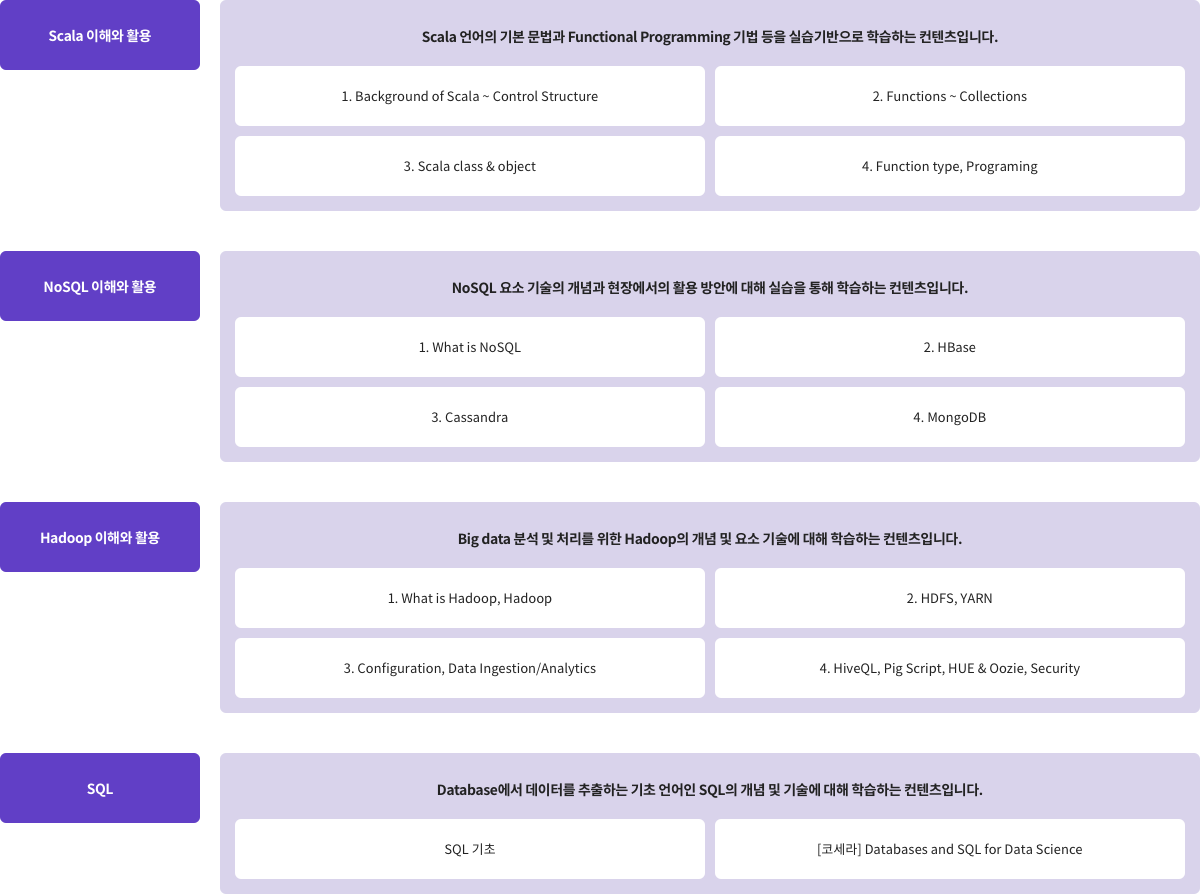 Scala 이해와 활용
Scala 언어의 기본 문법과 Functional Programming 기법 등을 실습기반으로 학습하는 컨텐츠입니다.
1. Background of Scala ~ Control Structure
2. Functions ~ Collections
3. Scala class & object
4. Function type, Programing
NoSQL 이해와 활용
NoSQL 요소 기술의 개념과 현장에서의 활용 방안에 대해 실습을 통해 학습하는 컨텐츠입니다.
1. What is NoSQL
2. HBase
3. Cassandra
4. MongoDB
Hadoop 이해와 활용
Big data 분석 및 처리를 위한 Hadoop의 개념 및 요소 기술에 대해 학습하는 컨텐츠입니다.
1. What is Hadoop, Hadoop
2. HDFS, YARN
3. Configuration, Data Ingestion/Analytics
4. HiveQL, Pig Script, HUE & Oozie, Security
SQL
Database에서 데이터를 추출하는 기초 언어인 SQL의 개념 및 기술에 대해 학습하는 컨텐츠입니다.
SQL 기초
[코세라] Databases and SQL for Data Science